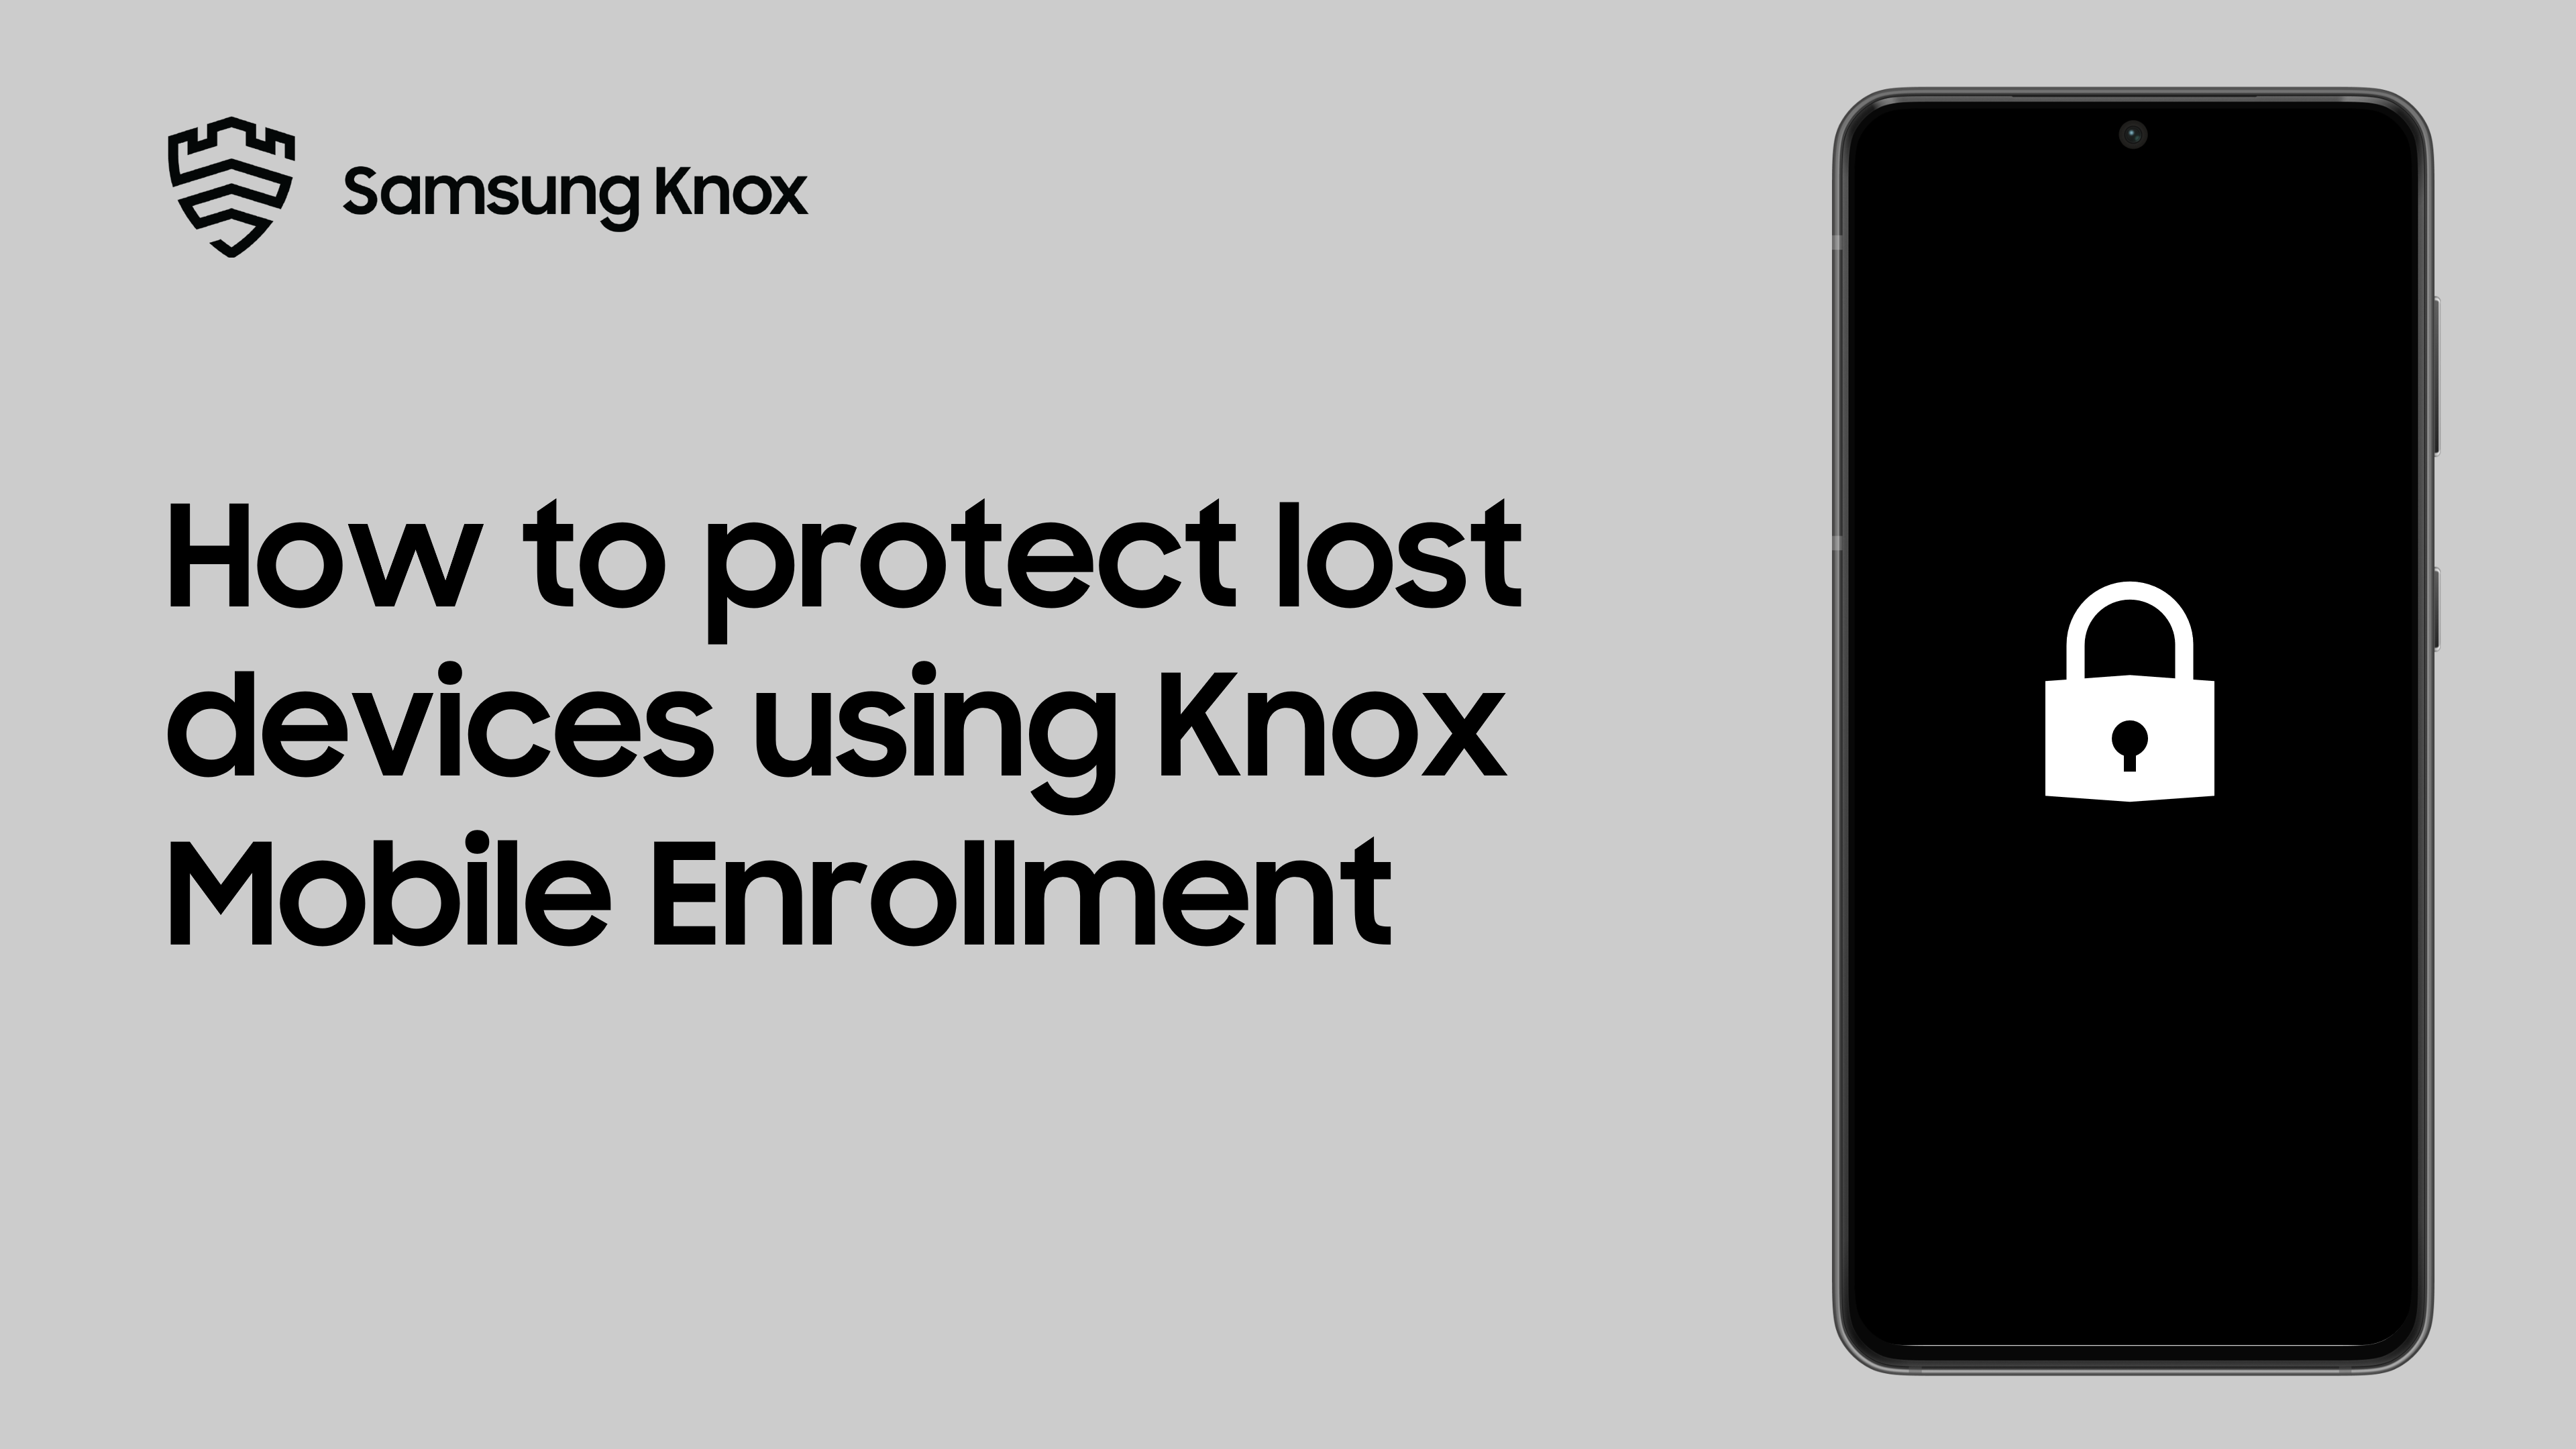 Samsung Knox
How to protect lost
devices using Knox
Mobile Enrollment